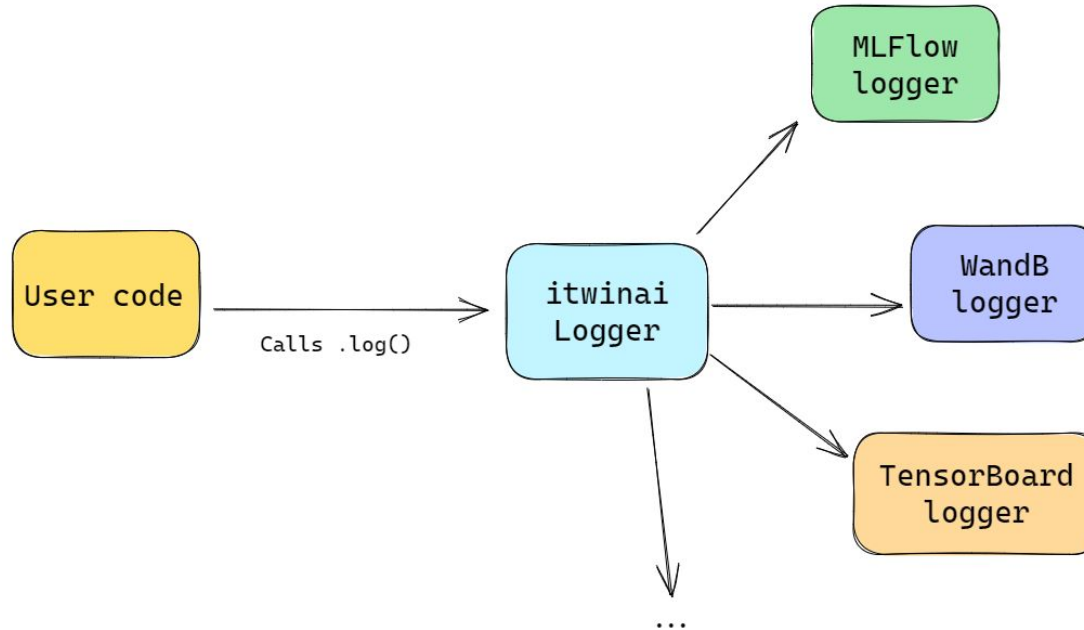 MLFlow
logger
User code
Calls .log()
itwinai
Logger
WandB
logger
TensorBoard
logger
...